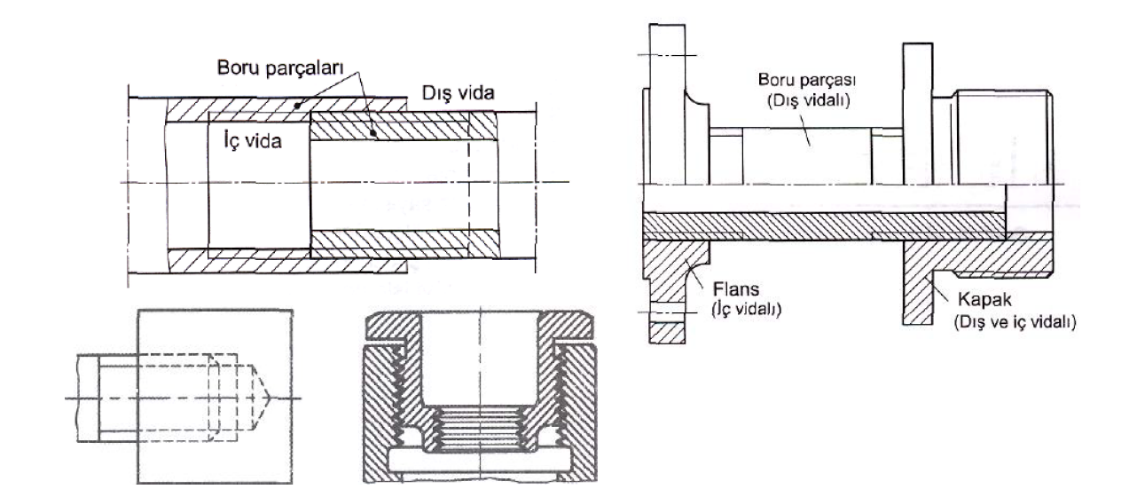 Boru parçaları
Dış vida
İç vida
Boru parçası
(Dış vidalı)
Flans
(İç vidalı)
Kapak
(Dış ve iç vidalı)